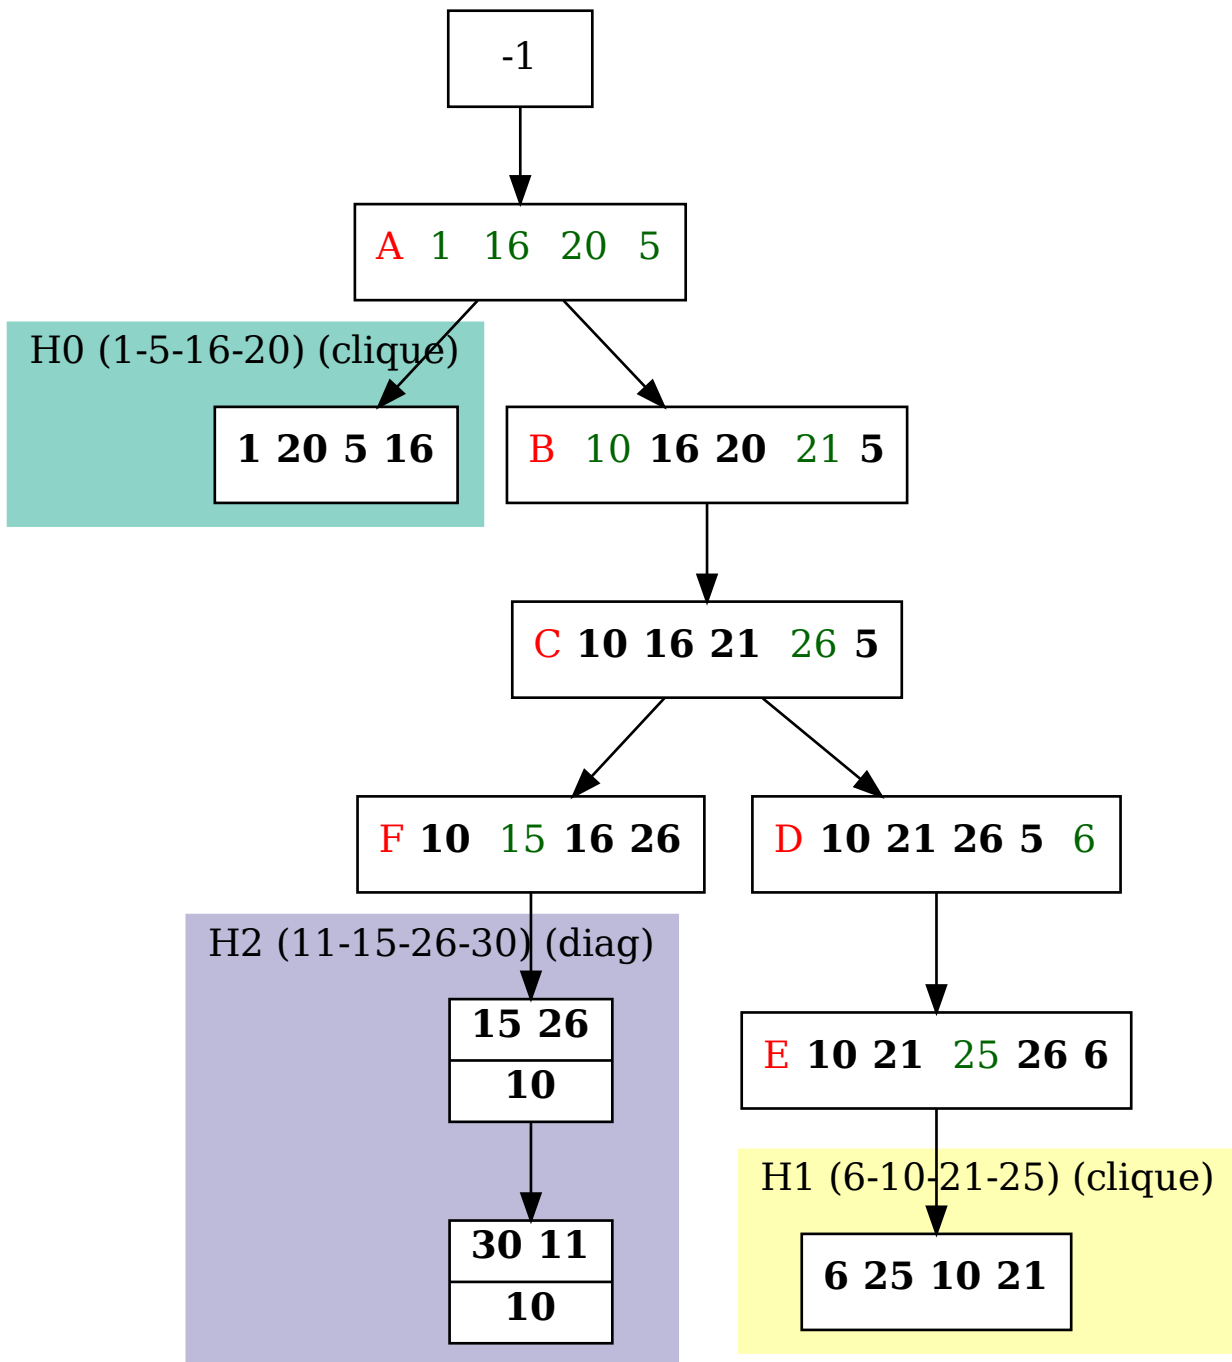 -1
A 1 16 20 5
H0 (1-5-16-20) (clique)
1 20 5 16
B 10 16 20 21 5
C 10 16 21 26 5
F 10 15 16 26
D 10 21 26 5 6
H2 (11-15-26-30) (diag)
15 26
10
E 10 21 25 26 6
H1 (6-10-21-25) (clique)
30 11
10
6 25 10 21